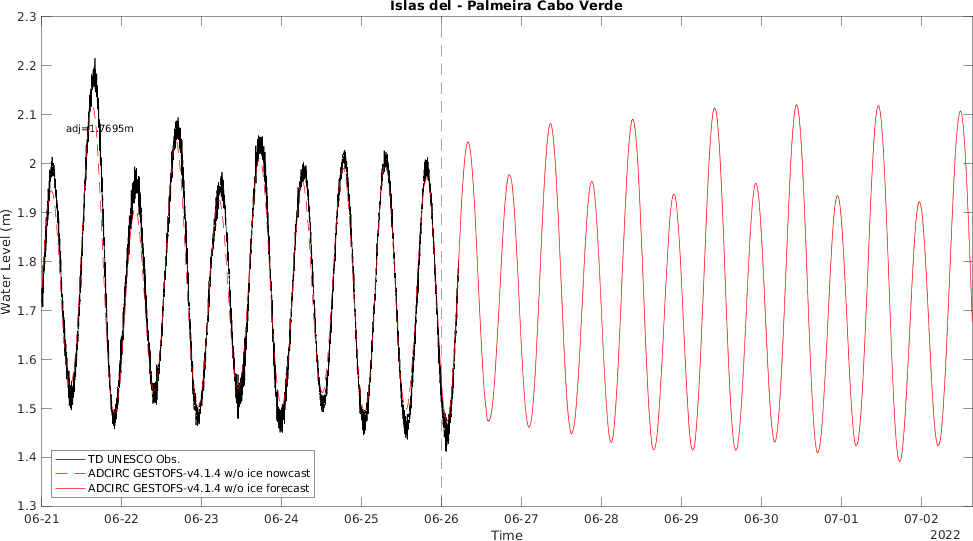 Islas del - Palmeira Cabo Verde
2.3
2.2
2.1
2
1.9
1.8
1.7
1.6
1.5
1.4
1.3
Water Level (m)
adj=1.7695m
TD UNESCO Obs.
ADCIRC GESTOFS-v4.1.4 w/o ice nowcast
ADCIRC GESTOFS-v4.1.4 w/o ice forecast
06-21 06-22 06-23 06-24 06-25 06-26 06-27 06-28 06-29 06-30 07-01 07-02
Time
2022